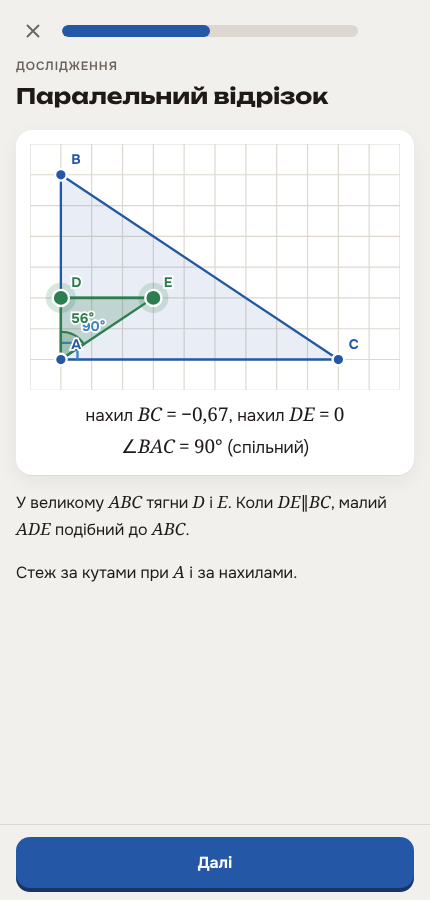 ДОСЛІДЖЕННЯ
Паралельний відрізок
B
D
E
56°
90°
A
C
нахил BC = −0,67, нахил DE = 0
∠BAC = 90° (спільний)
У великому ABC тягни D і E. Коли DE∥BC, малий
ADE подібний до ABC.
Стеж за кутами при A і за нахилами.
Далі